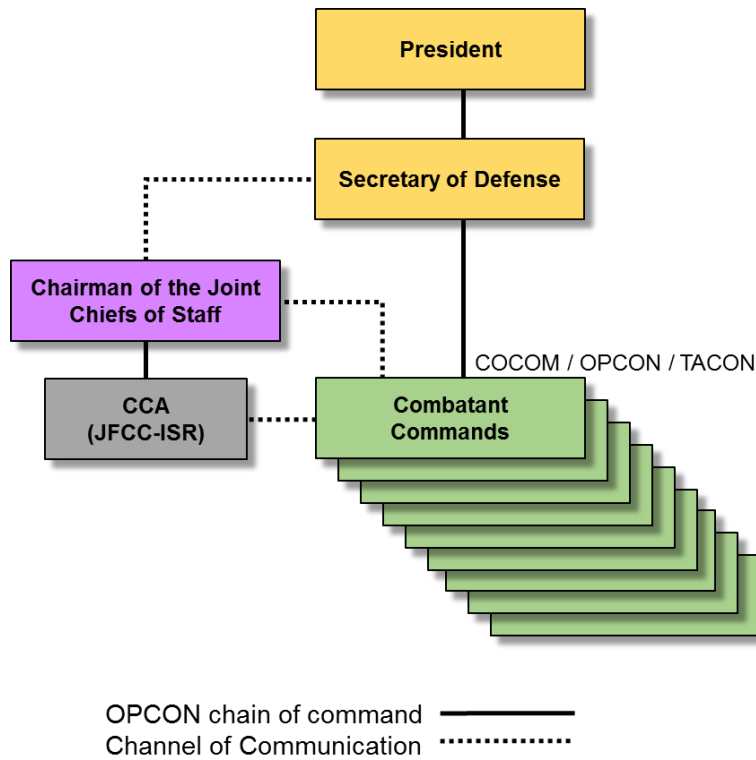 President
Secretary of Defense
Chairman of the Joint
Chiefs of Staff
COCOM / OPCON / TACON
CCA
(JFCC-ISR)
Combatant
Commands
OPCON chain of command
Channel of Communication